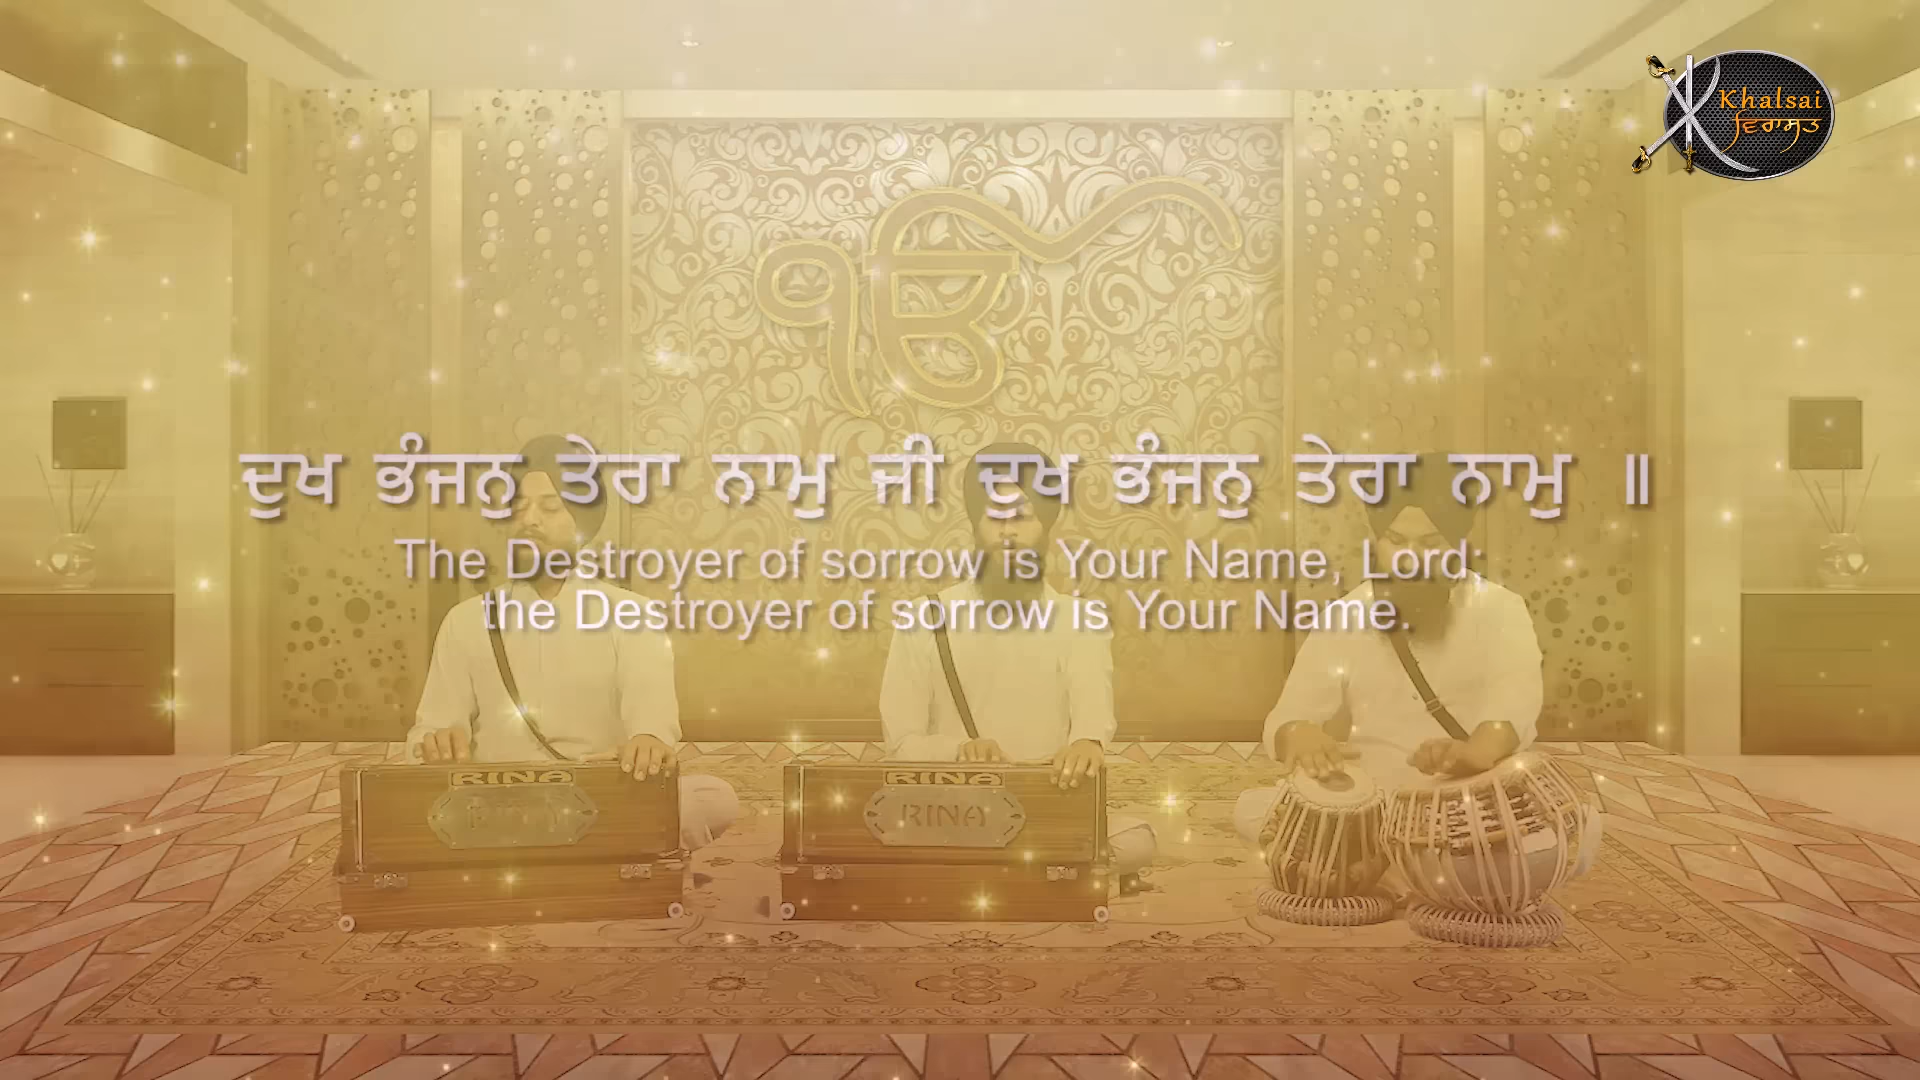 Khalsai
ਵਿਰਾਸਤ
ੴ
ਦੁਖ ਭੰਜਨੁ ਤੇਰਾ ਨਾਮੁ ਜੀ ਦੁਖ ਭੰਜਨੁ ਤੇਰਾ ਨਾਮੁ ॥
The Destroyer of sorrow is Your Name, Lord;
the Destroyer of sorrow is Your Name.
RINA
RINA
RINA
RINA